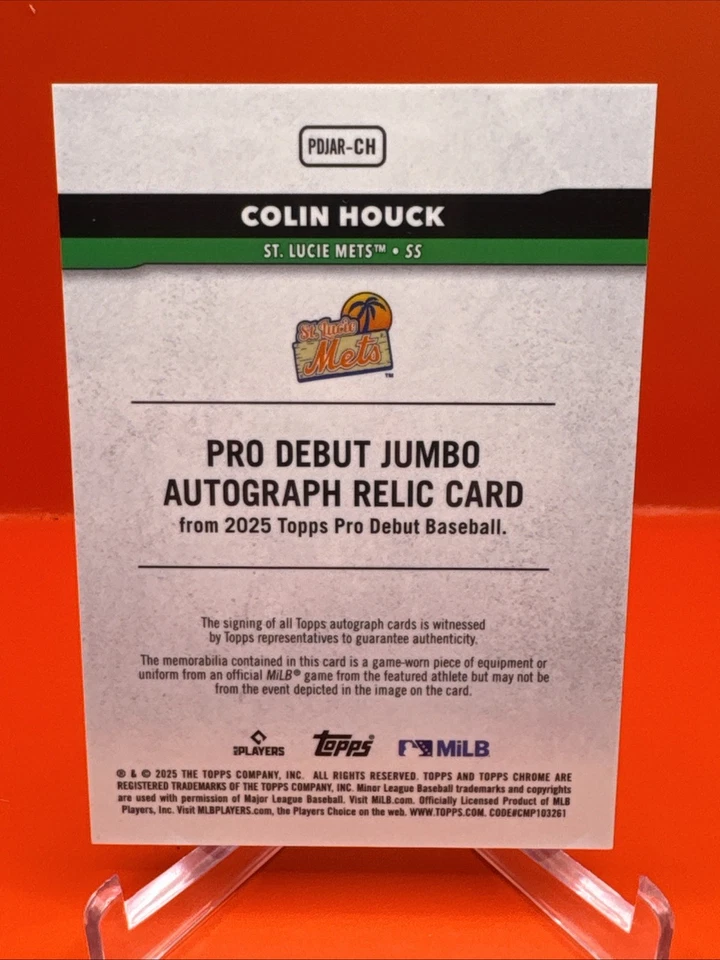 PDJAR-CH
COLIN HOUCK
ST. LUCIE METS™ • SS
St. Lucie
Mets™
PRO DEBUT JUMBO
AUTOGRAPH RELIC CARD
from 2025 Topps Pro Debut Baseball.
The signing of all Topps autograph cards is witnessed
by Topps representatives to guarantee authenticity.
The memorabilia contained in this card is a game-worn piece of equipment or
uniform from an official MiLB® game from the featured athlete but may not be
from the event depicted in the image on the card.
MLB PLAYERS topps® MiLB
® & © 2025 THE TOPPS COMPANY, INC. ALL RIGHTS RESERVED. TOPPS AND TOPPS CHROME ARE
REGISTERED TRADEMARKS OF THE TOPPS COMPANY, INC. Minor League Baseball trademarks and copyrights
are used with permission of Major League Baseball. Visit MiLB.com. Officially Licensed Product of MLB
Players, Inc. Visit MLBPLAYERS.com, the Players Choice on the web. WWW.TOPPS.COM. CODE#CMP103261